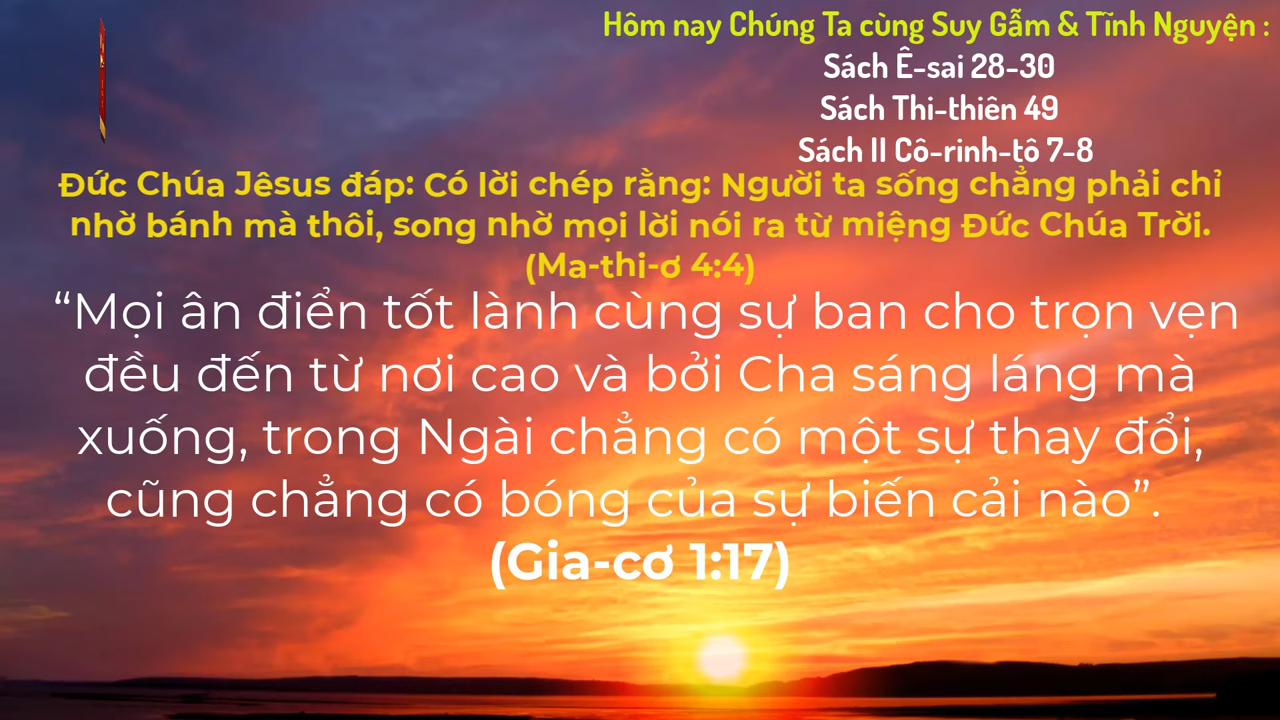 Hôm nay Chúng Ta cùng Suy Gẫm & Tĩnh Nguyện :
Sách Ê-sai 28-30
Sách Thi-thiên 49
Sách II Cô-rinh-tô 7-8
Đức Chúa Jêsus đáp: Có lời chép rằng: Người ta sống chẳng phải chỉ
nhờ bánh mà thôi, song nhờ mọi lời nói ra từ miệng Đức Chúa Trời.
(Ma-thi-ơ 4:4)
“Mọi ân điển tốt lành cùng sự ban cho trọn vẹn
đều đến từ nơi cao và bởi Cha sáng láng mà
xuống, trong Ngài chẳng có một sự thay đổi,
cũng chẳng có bóng của sự biến cải nào”.
(Gia-cơ 1:17)